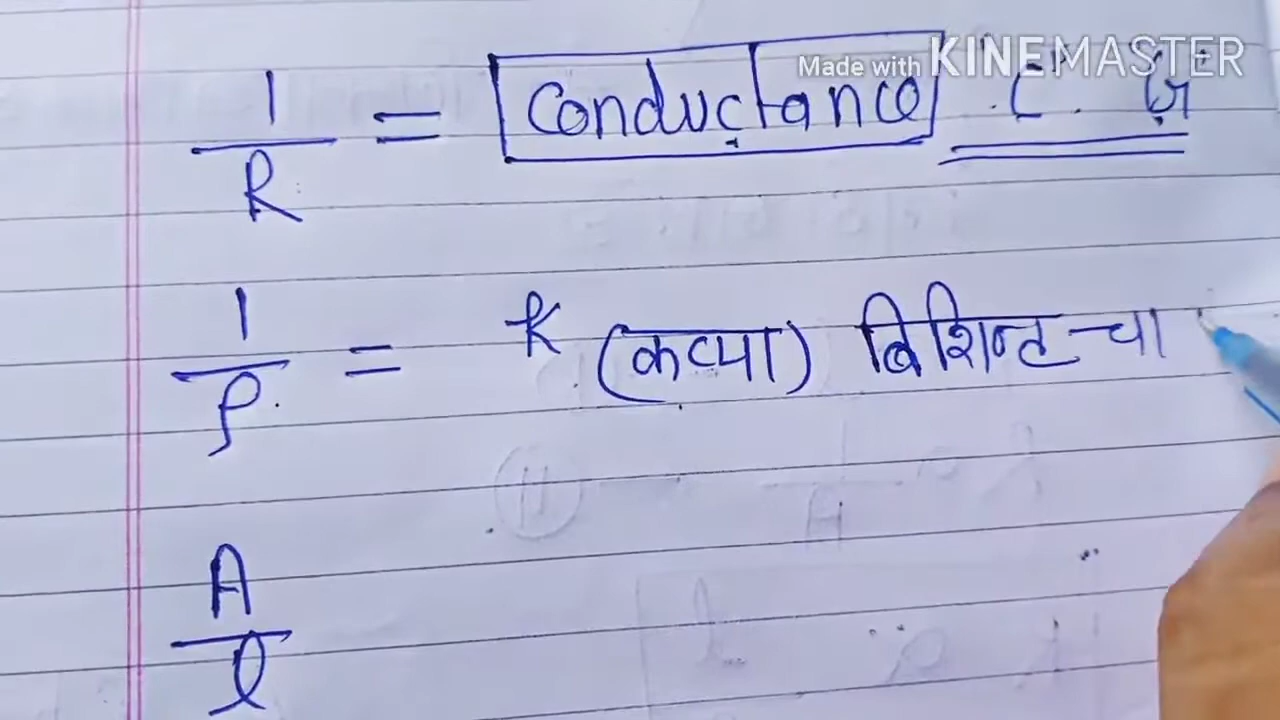 Made with KINEMASTER
1/R = Conductance C. G
1/ρ = K (कप्पा) विशिष्ट चा
A/l